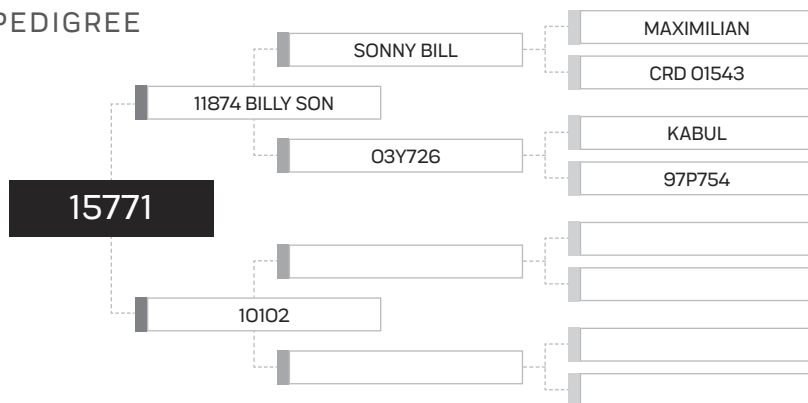 PEDIGREE
MAXIMILIAN
SONNY BILL
CRD 01543
11874 BILLY SON
KABUL
03Y726
97P754
15771
10102